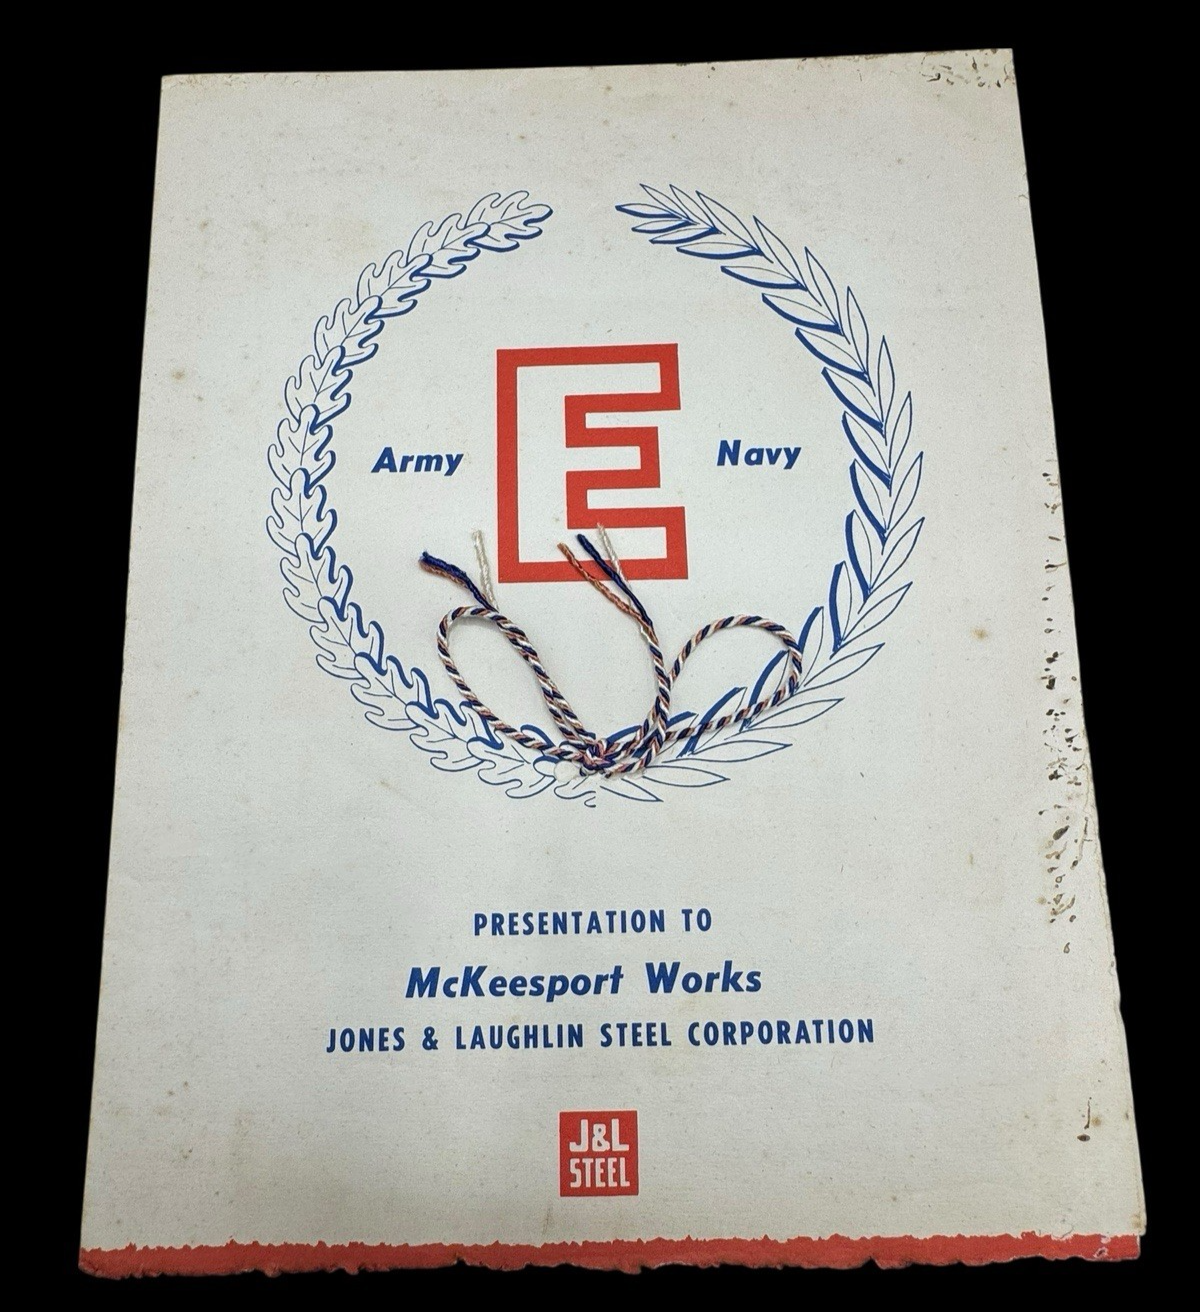 Army E Navy
PRESENTATION TO
McKeesport Works
JONES & LAUGHLIN STEEL CORPORATION
J&L
STEEL